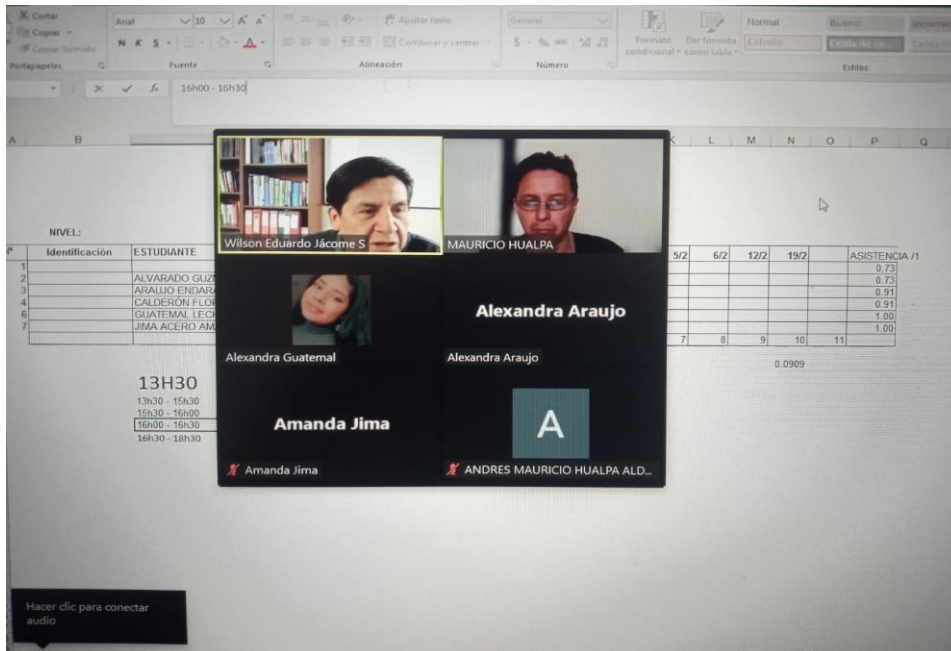 Cortar
Copiar
Copiar formato
Portapapeles
Arial
10
A A
N K S
A
Fuente
Ajustar texto
Combinar y centrar
Alineación
General
$ - % 000
Número
Formato condicional
Dar formato como tabla
Normal
Bueno
Cálculo
Celda de co...
Estilos
fx 16h00 - 16h30
A B K L M N O P Q
NIVEL:
Nº Identificación ESTUDIANTE 5/2 6/2 12/2 19/2 ASISTENCIA /1
1 0.73
2 ALVARADO GUZ 0.73
3 ARAUJO ENDARA 0.91
4 CALDERÓN FLOR 0.91
6 GUATEMAL LECH 1.00
7 JIMA ACERO AM 1.00
7 8 9 10 11
0.0909
13H30
13h30 - 15h30
15h30 - 16h00
16h00 - 16h30
16h30 - 18h30
Wilson Eduardo Jácome S
MAURICIO HUALPA
Alexandra Guatemal
Alexandra Araujo
Alexandra Araujo
Amanda Jima
Amanda Jima
A
ANDRES MAURICIO HUALPA ALD...
Hacer clic para conectar
audio